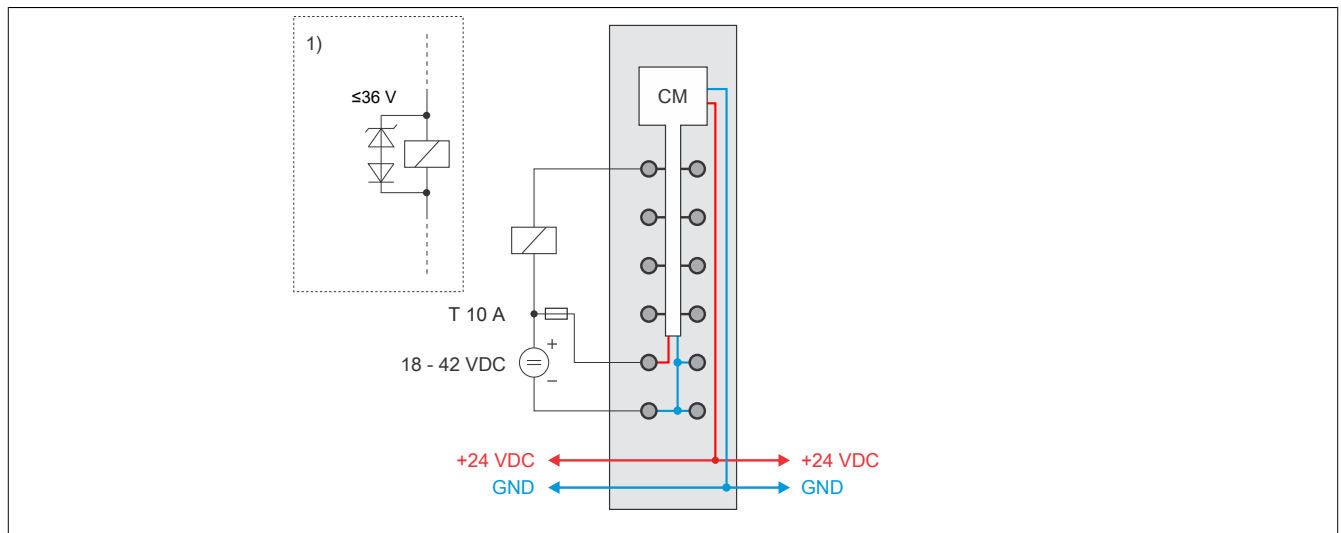 1)
≤36 V
CM
T 10 A
+
18 - 42 VDC
−
+24 VDC
+24 VDC
GND
GND